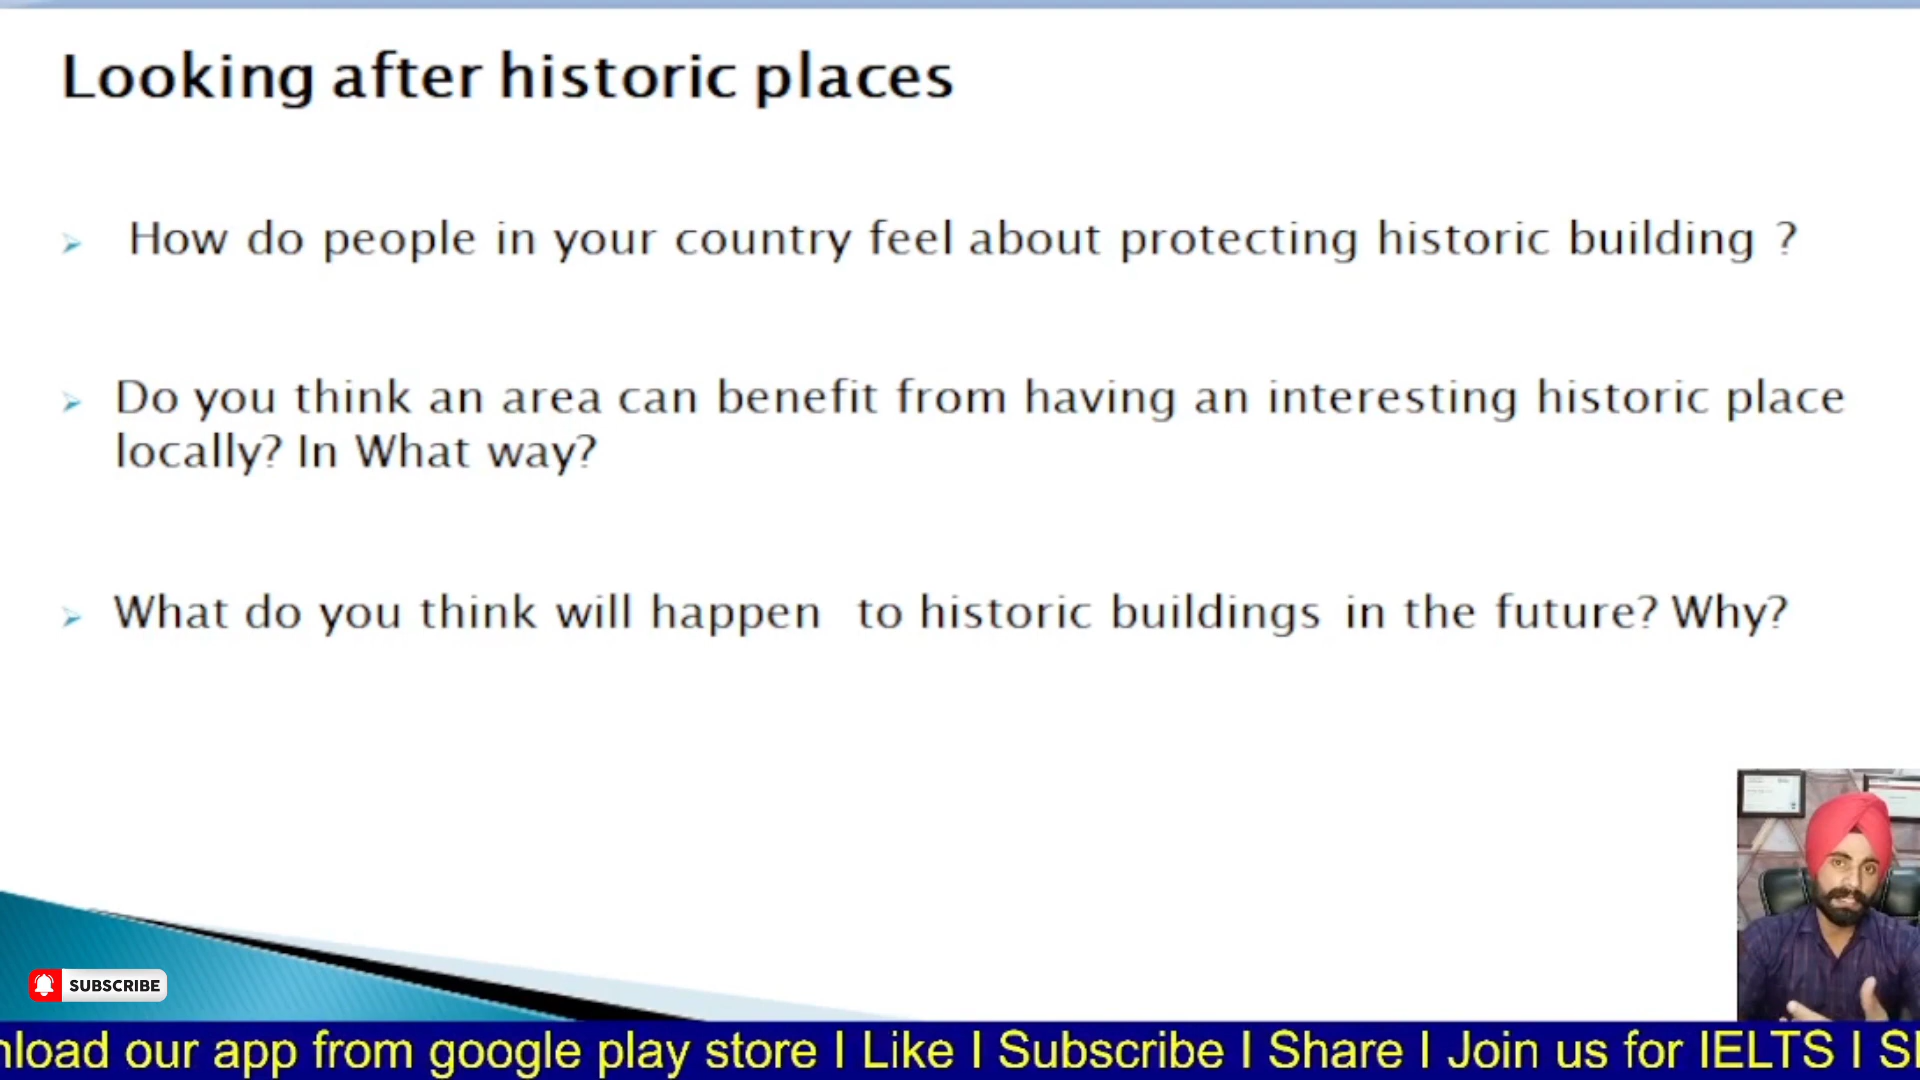 Looking after historic places
How do people in your country feel about protecting historic building ?
Do you think an area can benefit from having an interesting historic place
locally? In What way?
What do you think will happen to historic buildings in the future? Why?
SUBSCRIBE
our app from google play store I Like I Subscribe I Share I Join us for IELTS I